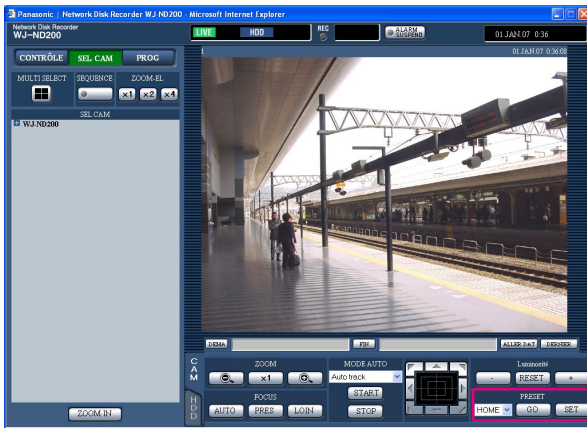 Panasonic | Network Disk Recorder WJ-ND200 - Microsoft Internet Explorer
Network Disk Recorder
WJ-ND200
LIVE HDD REC ALARM SUSPEND 01.JAN.07 0:36
CONTRÔLE SEL CAM PROG
1 01.JAN.07 0:36:08
MULTI SELECT SEQUENCE ZOOM-EL
x1 x2 x4
SEL CAM
WJ-ND200
DEMA FIN ALLER DAT DERNIER
CAM
ZOOM MODE AUTO Luminosité
x1 Auto track - RESET +
FOCUS START PRESET
HDD
AUTO PRES LOIN STOP HOME GO SET
ZOOM IN